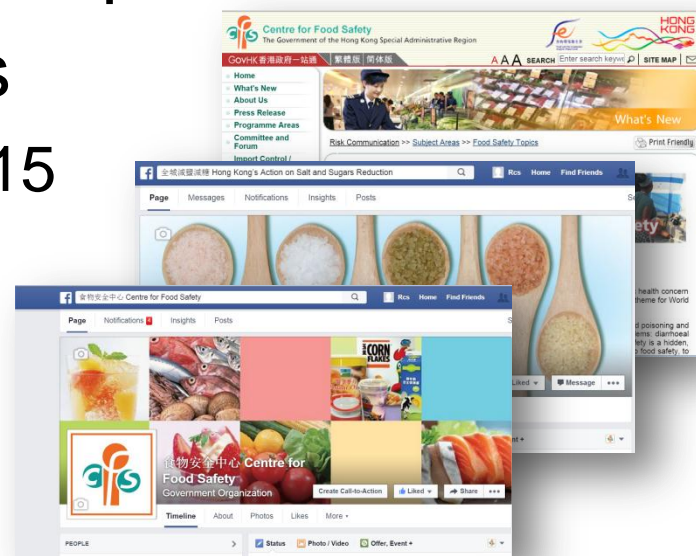 s
15
Centre for Food Safety
The Government of the Hong Kong Special Administrative Region
HONG KONG
GovHK 香港政府一站通 繁體版 简体版 A A A SEARCH Enter search keywo SITE MAP
Home
What's New
About Us
Press Release
Programme Areas
Committee and Forum
Import Control /
What's New
Risk Communication >> Subject Areas >> Food Safety Topics
Print Friendly
ety
health concern
heme for World
d poisoning and
ems: diarrhoeal
ety is a hidden,
o food safety, to
全城減鹽減糖 Hong Kong's Action on Salt and Sugars Reduction
Rcs Home Find Friends
Page Messages Notifications Insights Posts
Liked Message
nt +
食物安全中心 Centre for Food Safety
Rcs Home Find Friends
Page Notifications Insights Posts S
CORN FLAKES
cfs
食物安全中心 Centre for
Food Safety
Government Organization
Create Call-to-Action Liked Share
Timeline About Photos Likes More
PEOPLE
Status Photo / Video Offer, Event +